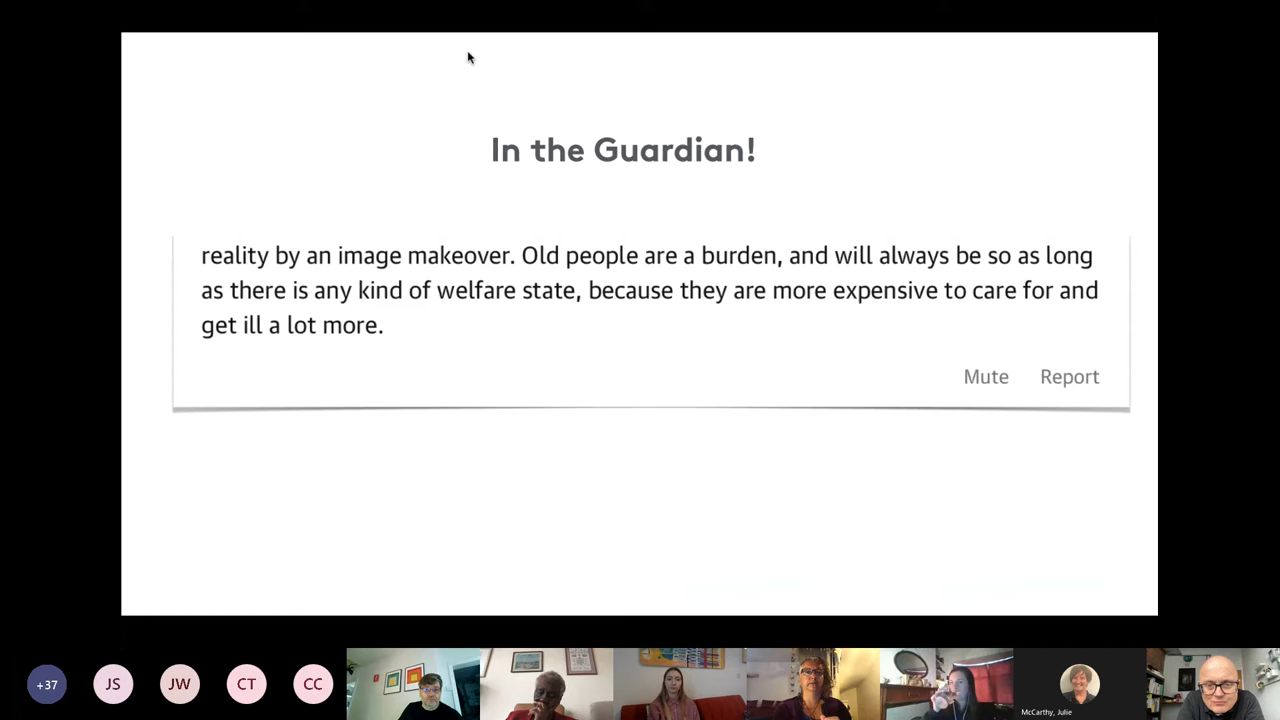 In the Guardian!
reality by an image makeover. Old people are a burden, and will always be so as long
as there is any kind of welfare state, because they are more expensive to care for and
get ill a lot more.
Mute Report
+37 JS JW CT CC
McCarthy, Julie